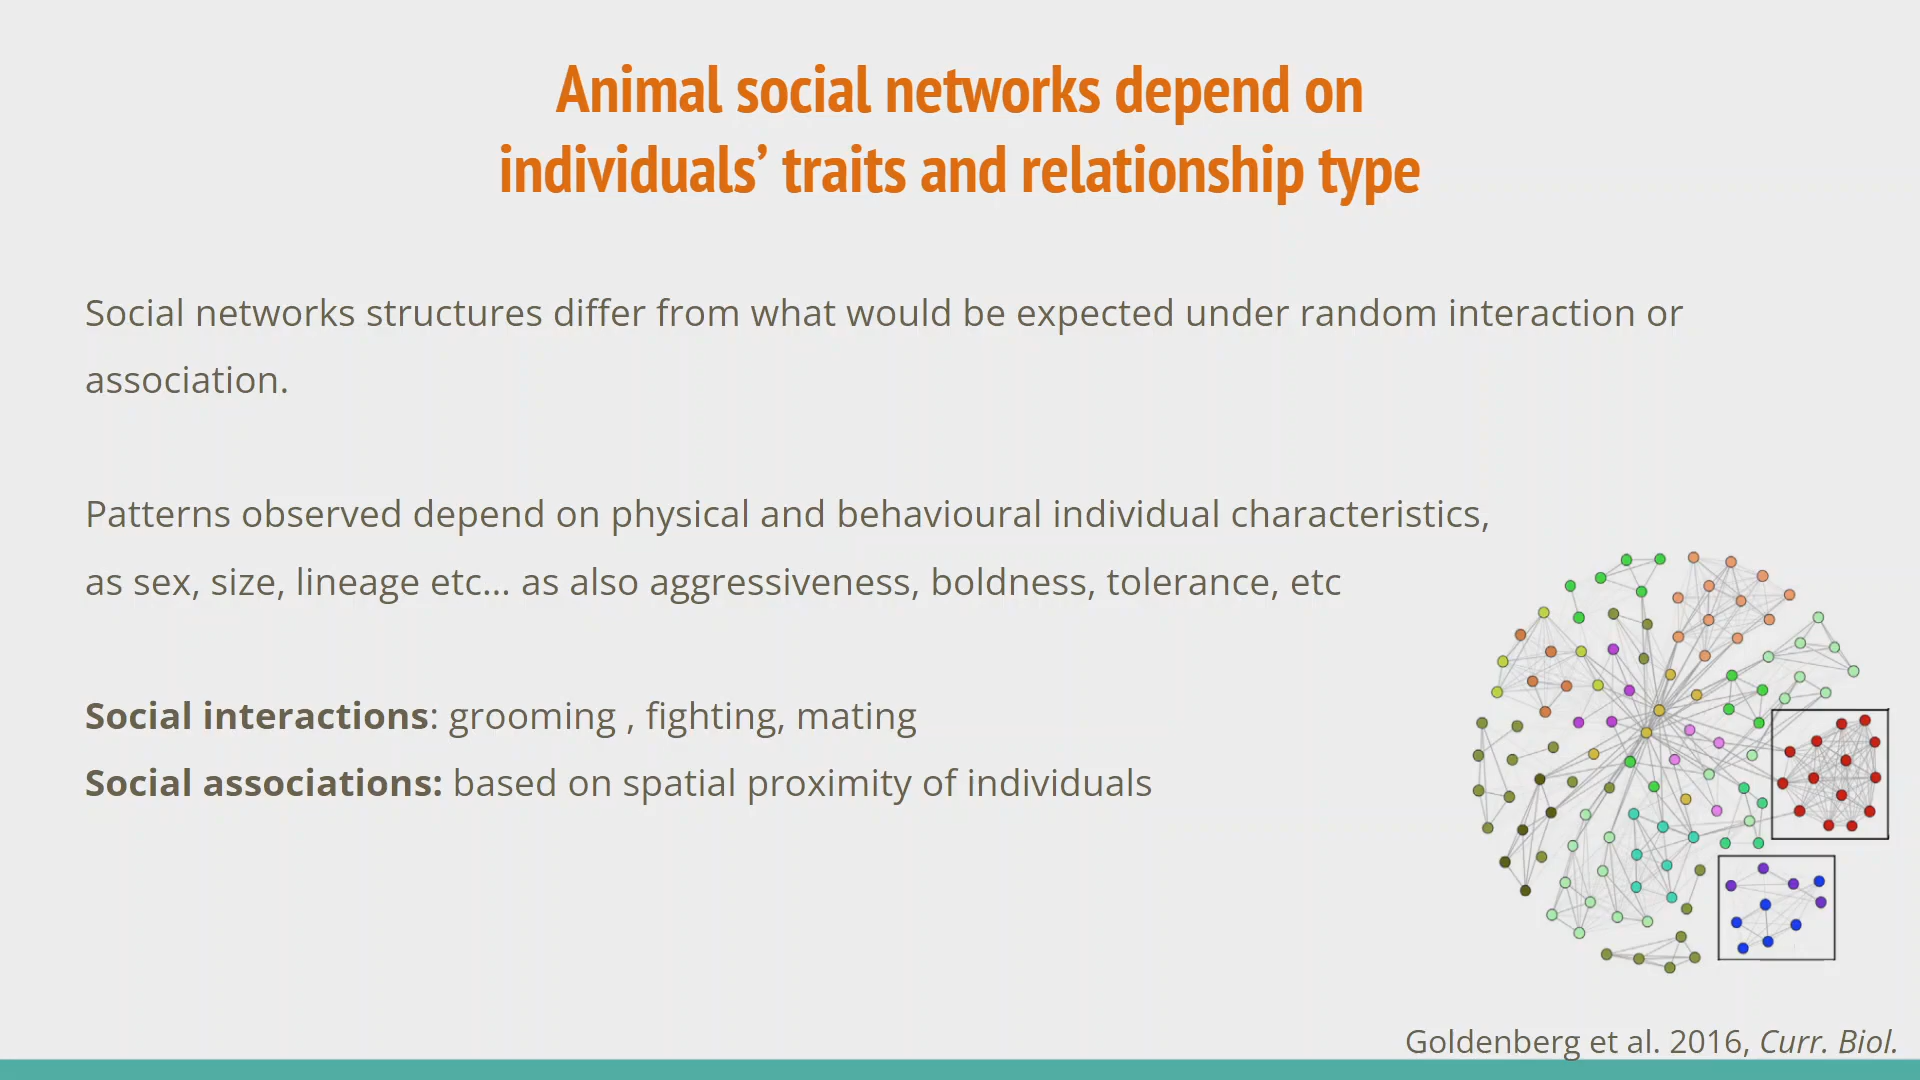 Animal social networks depend on
individuals’ traits and relationship type
Social networks structures differ from what would be expected under random interaction or
association.
Patterns observed depend on physical and behavioural individual characteristics,
as sex, size, lineage etc... as also aggressiveness, boldness, tolerance, etc
Social interactions: grooming , fighting, mating
Social associations: based on spatial proximity of individuals
Goldenberg et al. 2016, Curr. Biol.